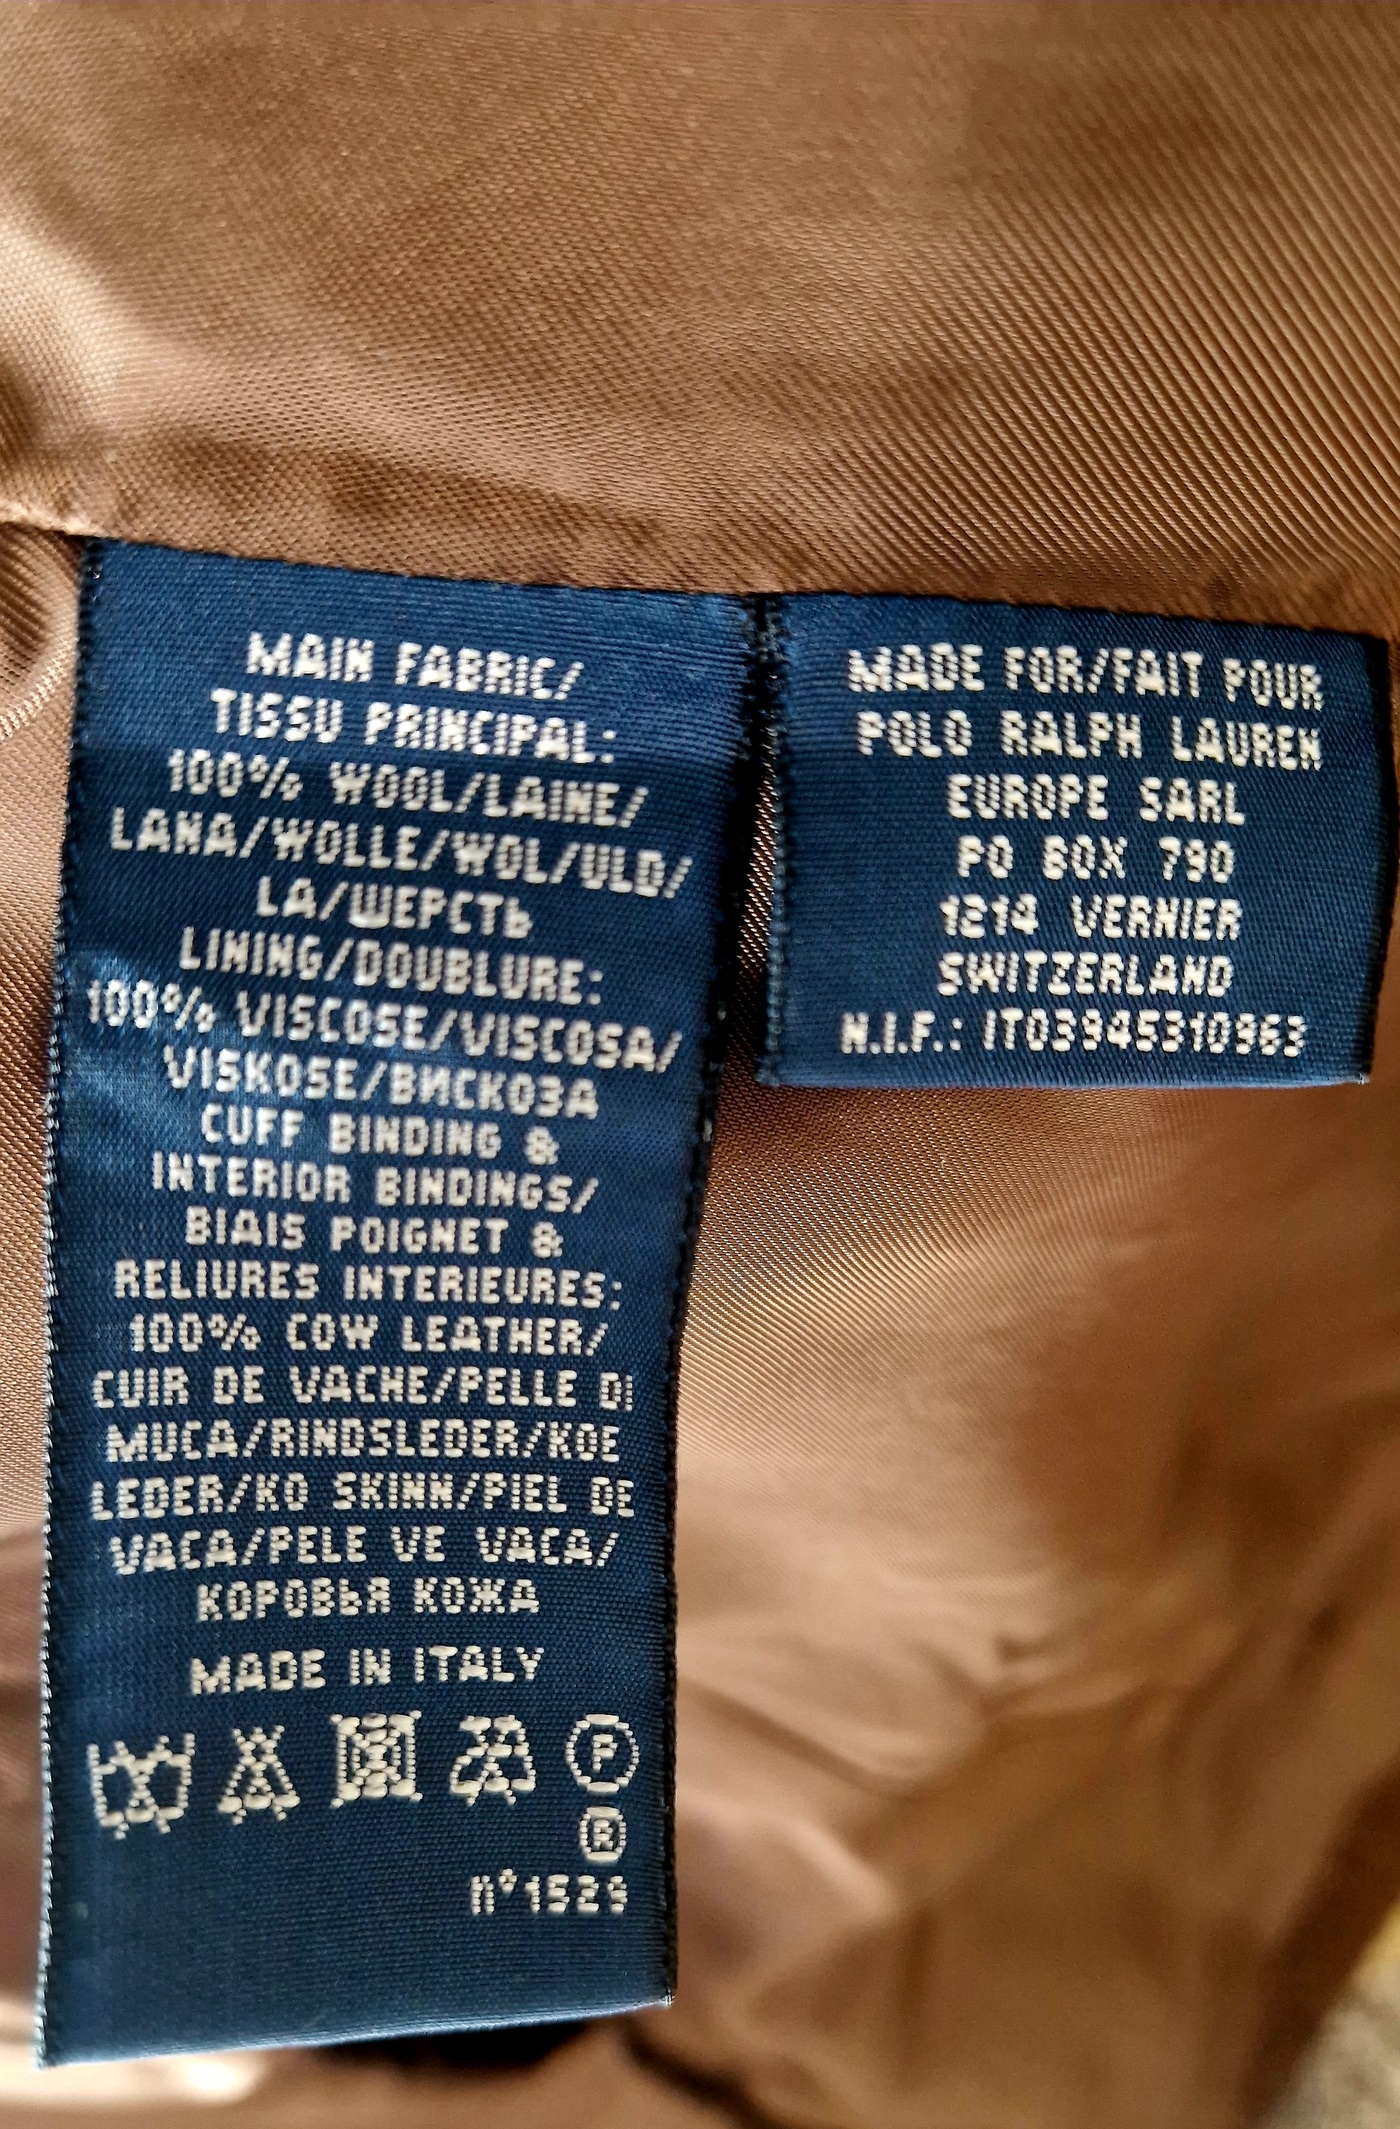 MAIN FABRIC/
TISSU PRINCIPAL:
100% WOOL/LAINE/
LANA/WOLLE/WOL/ULD/
LA/ШЕРСТЬ
LINING/DOUBLURE:
100% VISCOSE/VISCOSA/
VISKOSE/ВИСКОЗА
CUFF BINDING &
INTERIOR BINDINGS/
BIAIS POIGNET &
RELIURES INTERIEURES:
100% COW LEATHER/
CUIR DE VACHE/PELLE DI
MUCA/RINDSLEDER/KOE
LEDER/KO SKINN/PIEL DE
VACA/PELE VE VACA/
КОРОВЬЯ КОЖА
MADE IN ITALY
P
R
n°1529
MADE FOR/FAIT POUR
POLO RALPH LAUREN
EUROPE SARL
PO BOX 790
1214 VERNIER
SWITZERLAND
N.I.F.: IT03945310963